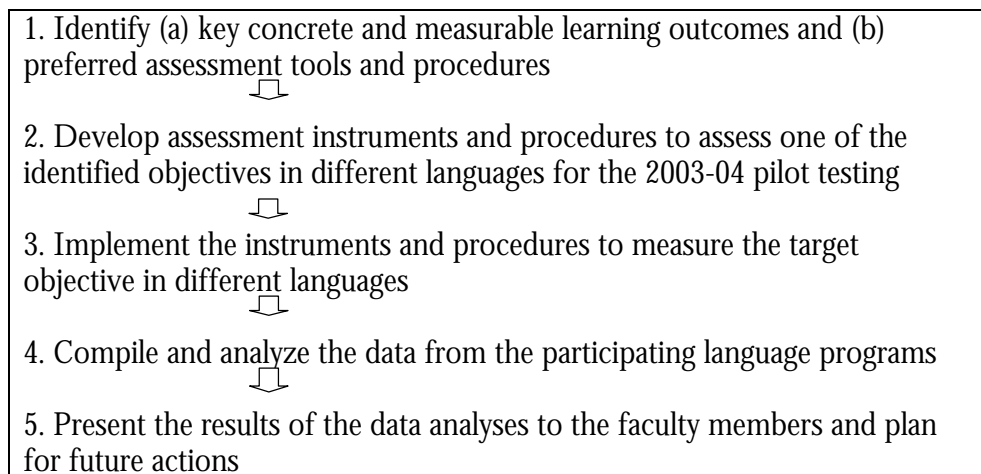 1. Identify (a) key concrete and measurable learning outcomes and (b)
preferred assessment tools and procedures
2. Develop assessment instruments and procedures to assess one of the
identified objectives in different languages for the 2003-04 pilot testing
3. Implement the instruments and procedures to measure the target
objective in different languages
4. Compile and analyze the data from the participating language programs
5. Present the results of the data analyses to the faculty members and plan
for future actions